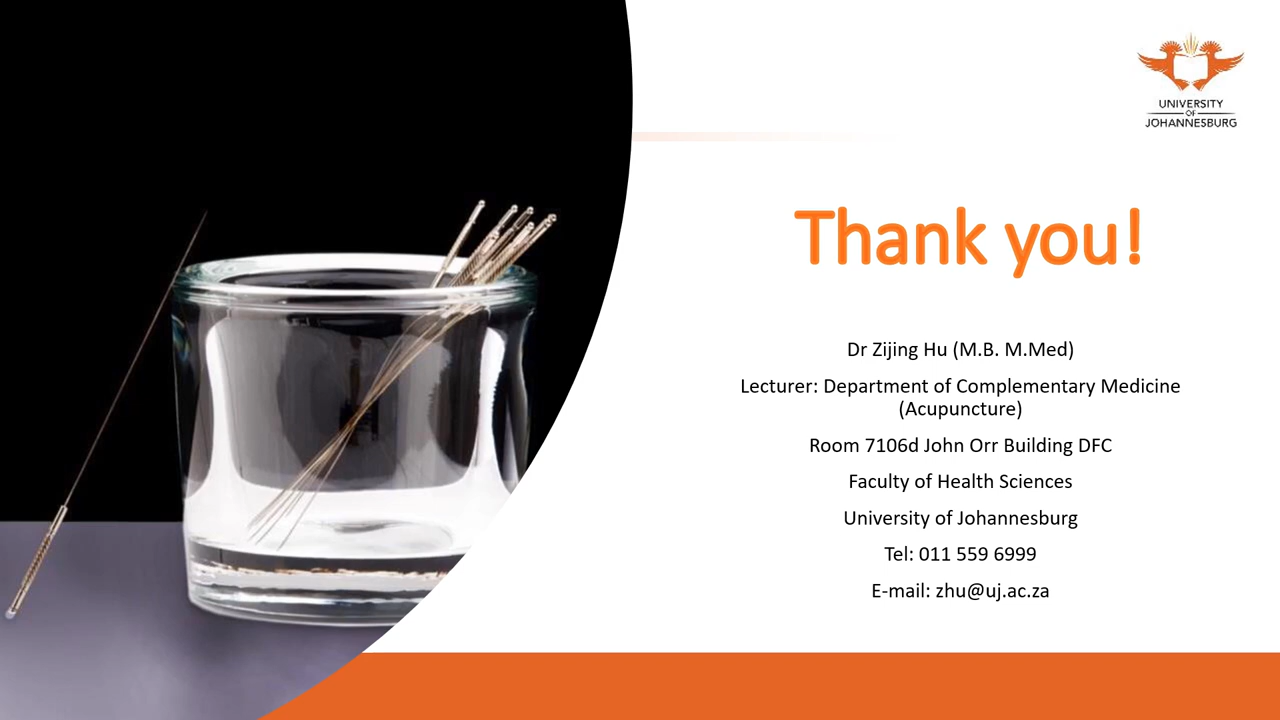 UNIVERSITY
OF
JOHANNESBURG
Thank you!
Dr Zijing Hu (M.B. M.Med)
Lecturer: Department of Complementary Medicine
(Acupuncture)
Room 7106d John Orr Building DFC
Faculty of Health Sciences
University of Johannesburg
Tel: 011 559 6999
E-mail: zhu@uj.ac.za